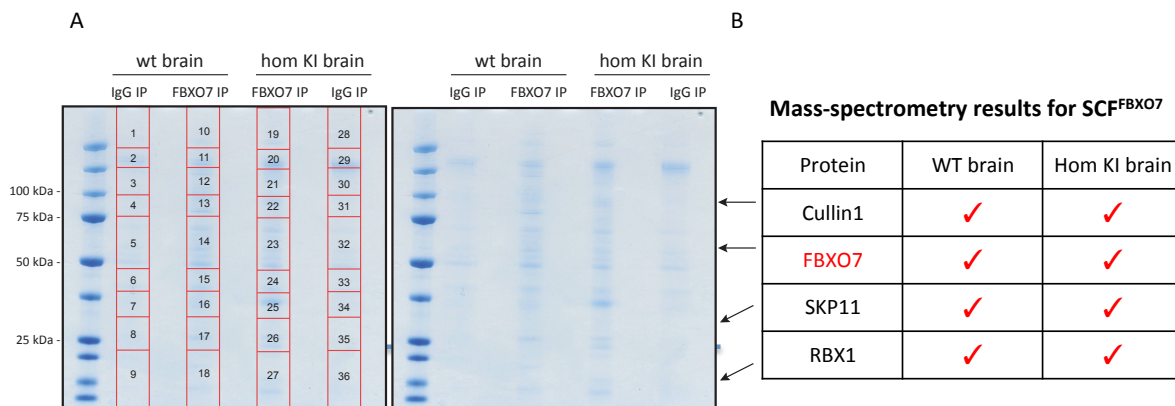 A
B
wt brain
hom KI brain
wt brain
hom KI brain
IgG IP
FBXO7 IP
FBXO7 IP
IgG IP
IgG IP
FBXO7 IP
FBXO7 IP
IgG IP
1
10
19
28
2
11
20
29
3
12
21
30
4
13
22
31
5
14
23
32
6
15
24
33
7
16
25
34
8
17
26
35
9
18
27
36
100 kDa -
75 kDa -
50 kDa -
25 kDa -
Mass-spectrometry results for SCFFBXO7
Protein
WT brain
Hom KI brain
Cullin1
✓
✓
FBXO7
✓
✓
SKP11
✓
✓
RBX1
✓
✓